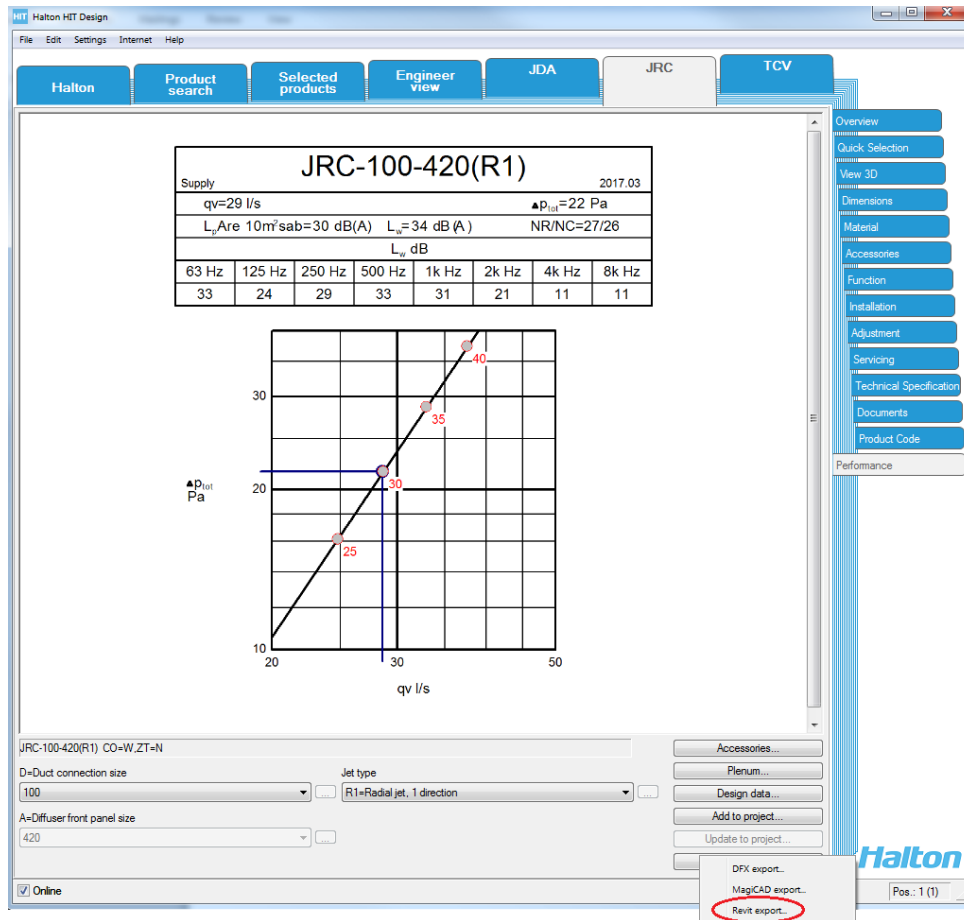 HIT Halton HIT Design
File Edit Settings Internet Help
Halton
Product search
Selected products
Engineer view
JDA
JRC
TCV
JRC-100-420(R1)
Supply
2017.03
qv=29 l/s
▲ptot=22 Pa
LpAre 10m²sab=30 dB(A) Lw=34 dB(A)
NR/NC=27/26
Lw dB
63 Hz 125 Hz 250 Hz 500 Hz 1k Hz 2k Hz 4k Hz 8k Hz
33 24 29 33 31 21 11 11
40
30
35
▲ptot
Pa
20
30
25
10
20 30 50
qv l/s
Overview
Quick Selection
View 3D
Dimensions
Material
Accessories
Function
Installation
Adjustment
Servicing
Technical Specification
Documents
Product Code
Performance
JRC-100-420(R1) CO=W,ZT=N
D=Duct connection size
100
...
Jet type
R1=Radial jet, 1 direction
...
A=Diffuser front panel size
420
...
Accessories...
Plenum...
Design data...
Add to project...
Update to project...
DFX export...
MagiCAD export...
Revit export...
Halton
Online
Pos.: 1 (1)